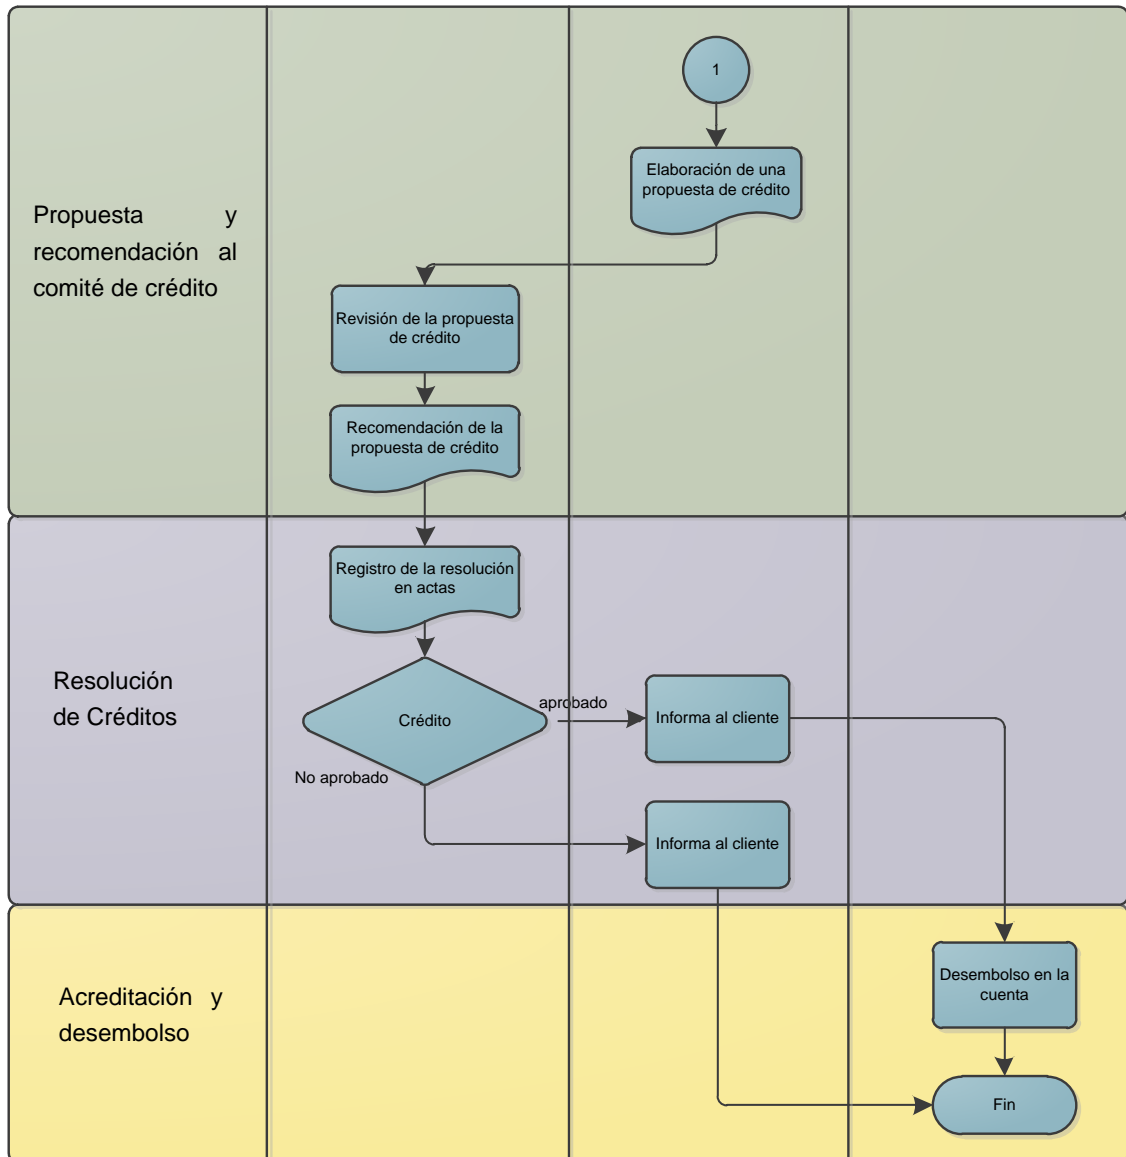 1
Elaboración de una
propuesta de crédito
Propuesta y
recomendación al
comité de crédito
Revisión de la propuesta
de crédito
Recomendación de la
propuesta de crédito
Registro de la resolución
en actas
Resolución
de Créditos
Crédito
aprobado
Informa al cliente
No aprobado
Informa al cliente
Acreditación y
desembolso
Desembolso en la
cuenta
Fin